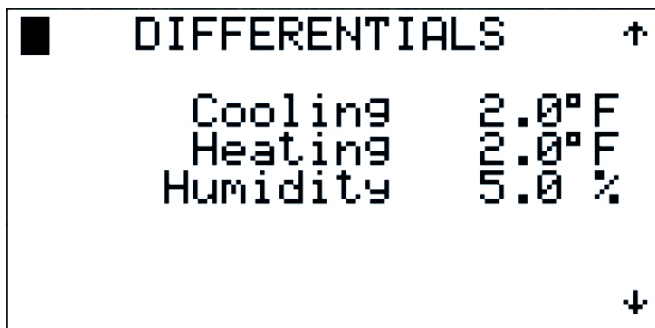 DIFFERENTIALS ↑
Cooling 2.0°F
Heating 2.0°F
Humidity 5.0 %
↓